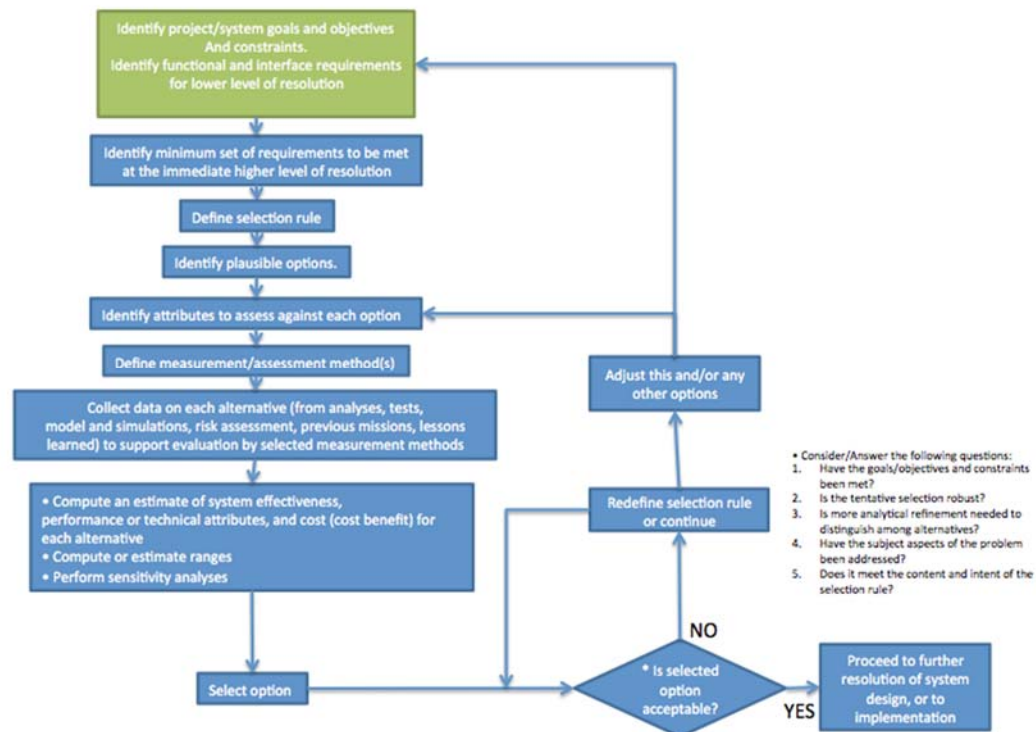 Identify project/system goals and objectives
And constraints.
Identify functional and interface requirements
for lower level of resolution
Identify minimum set of requirements to be met
at the immediate higher level of resolution
Define selection rule
Identify plausible options.
Identify attributes to assess against each option
Define measurement/assessment method(s)
Collect data on each alternative (from analyses, tests,
model and simulations, risk assessment, previous missions, lessons
learned) to support evaluation by selected measurement methods
• Compute an estimate of system effectiveness,
performance or technical attributes, and cost (cost benefit) for
each alternative
• Compute or estimate ranges
• Perform sensitivity analyses
Select option
* Is selected
option
acceptable?
NO
YES
Redefine selection rule
or continue
Adjust this and/or any
other options
Proceed to further
resolution of system
design, or to
implementation
• Consider/Answer the following questions:
1. Have the goals/objectives and constraints
been met?
2. Is the tentative selection robust?
3. Is more analytical refinement needed to
distinguish among alternatives?
4. Have the subject aspects of the problem
been addressed?
5. Does it meet the content and intent of the
selection rule?